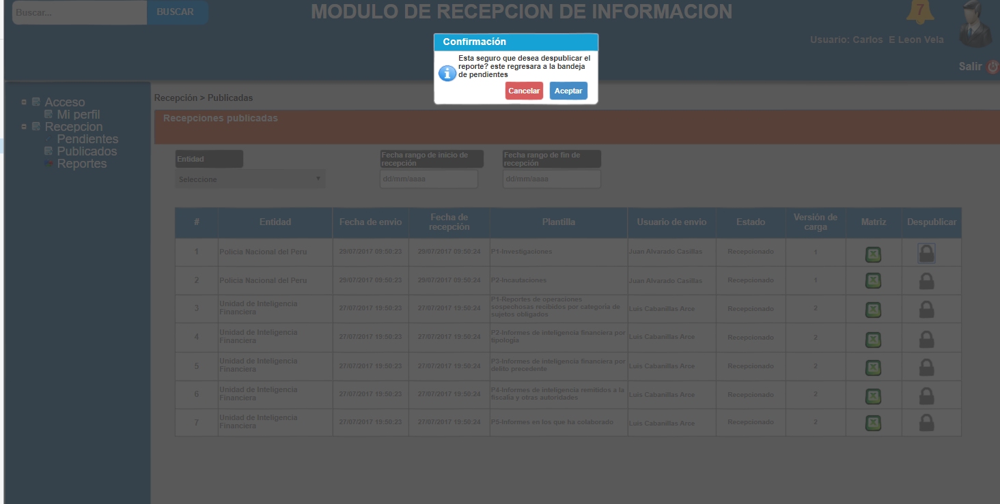 Buscar...
BUSCAR
MODULO DE RECEPCION DE INFORMACION
7
Usuario: Carlos E Leon Vela
Salir
Confirmación
Esta seguro que desea despublicar el
reporte? este regresara a la bandeja
de pendientes
Cancelar
Aceptar
Acceso
Mi perfil
Recepcion
Pendientes
Publicados
Reportes
Recepción > Publicadas
Recepciones publicadas
Entidad
Seleccione
Fecha rango de inicio de
recepción
dd/mm/aaaa
Fecha rango de fin de
recepción
dd/mm/aaaa
# Entidad Fecha de envio Fecha de
recepción Plantilla Usuario de envio Estado Versión de
carga Matriz Despublicar
1 Policia Nacional del Peru 29/07/2017 09:50:23 29/07/2017 09:50:24 P1-Investigaciones Juan Alvarado Casillas Recepcionado 1
2 Policia Nacional del Peru 29/07/2017 09:50:23 29/07/2017 09:50:24 P2-Incautaciones Juan Alvarado Casillas Recepcionado 1
3 Unidad de Inteligencia
Financiera 27/07/2017 19:50:23 27/07/2017 19:50:24 P1-Reportes de operaciones
sospechosas recibidos por categoria de
sujetos obligados Luis Cabanillas Arce Recepcionado 2
4 Unidad de Inteligencia
Financiera 27/07/2017 19:50:23 27/07/2017 19:50:24 P2-Informes de inteligencia financiera por
tipologia Luis Cabanillas Arce Recepcionado 2
5 Unidad de Inteligencia
Financiera 27/07/2017 19:50:23 27/07/2017 19:50:24 P3-Informes de inteligencia financiera por
delito precedente Luis Cabanillas Arce Recepcionado 2
6 Unidad de Inteligencia
Financiera 27/07/2017 19:50:23 27/07/2017 19:50:24 P4-Informes de inteligencia remitidos a la
fiscalia y otras autoridades Luis Cabanillas Arce Recepcionado 2
7 Unidad de Inteligencia
Financiera 27/07/2017 19:50:23 27/07/2017 19:50:24 P5-Informes en los que ha colaborado Luis Cabanillas Arce Recepcionado 2